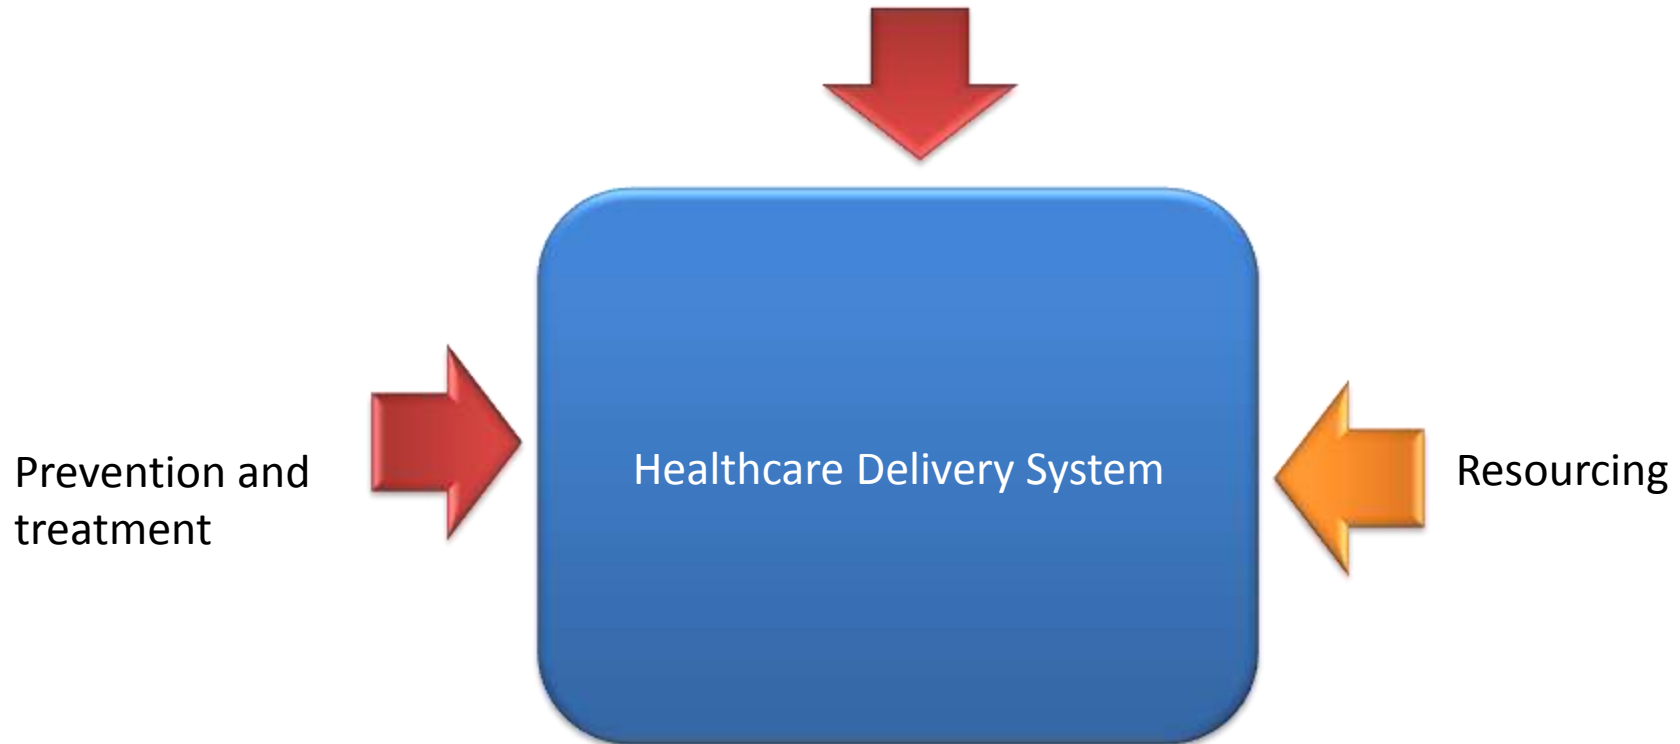 Prevention and
treatment
Healthcare Delivery System
Resourcing